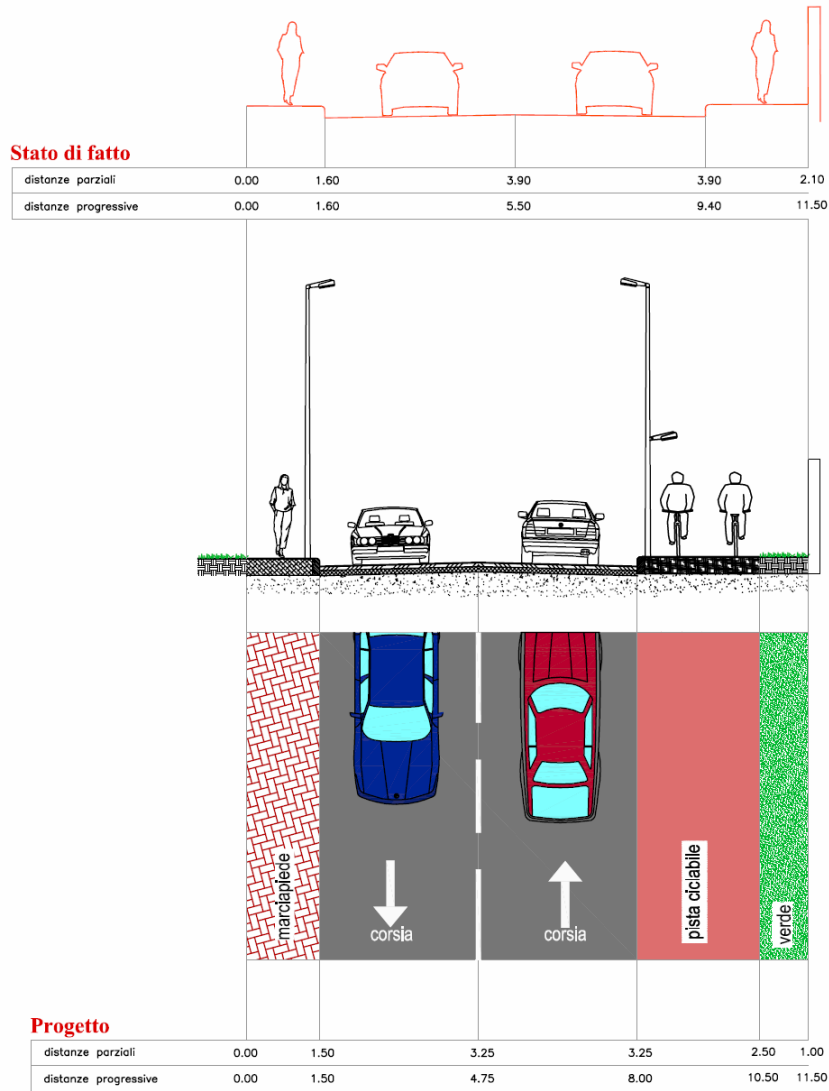 Stato di fatto
distanze parziali 0.00 1.60 3.90 3.90 2.10
distanze progressive 0.00 1.60 5.50 9.40 11.50
marciapiede
corsia
corsia
pista ciclabile
verde
Progetto
distanze parziali 0.00 1.50 3.25 3.25 2.50 1.00
distanze progressive 0.00 1.50 4.75 8.00 10.50 11.50